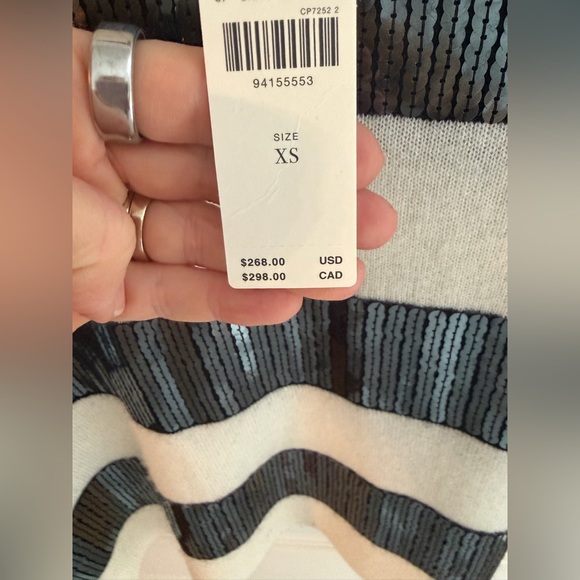 CP7252 2
94155553
SIZE
XS
$268.00 USD
$298.00 CAD